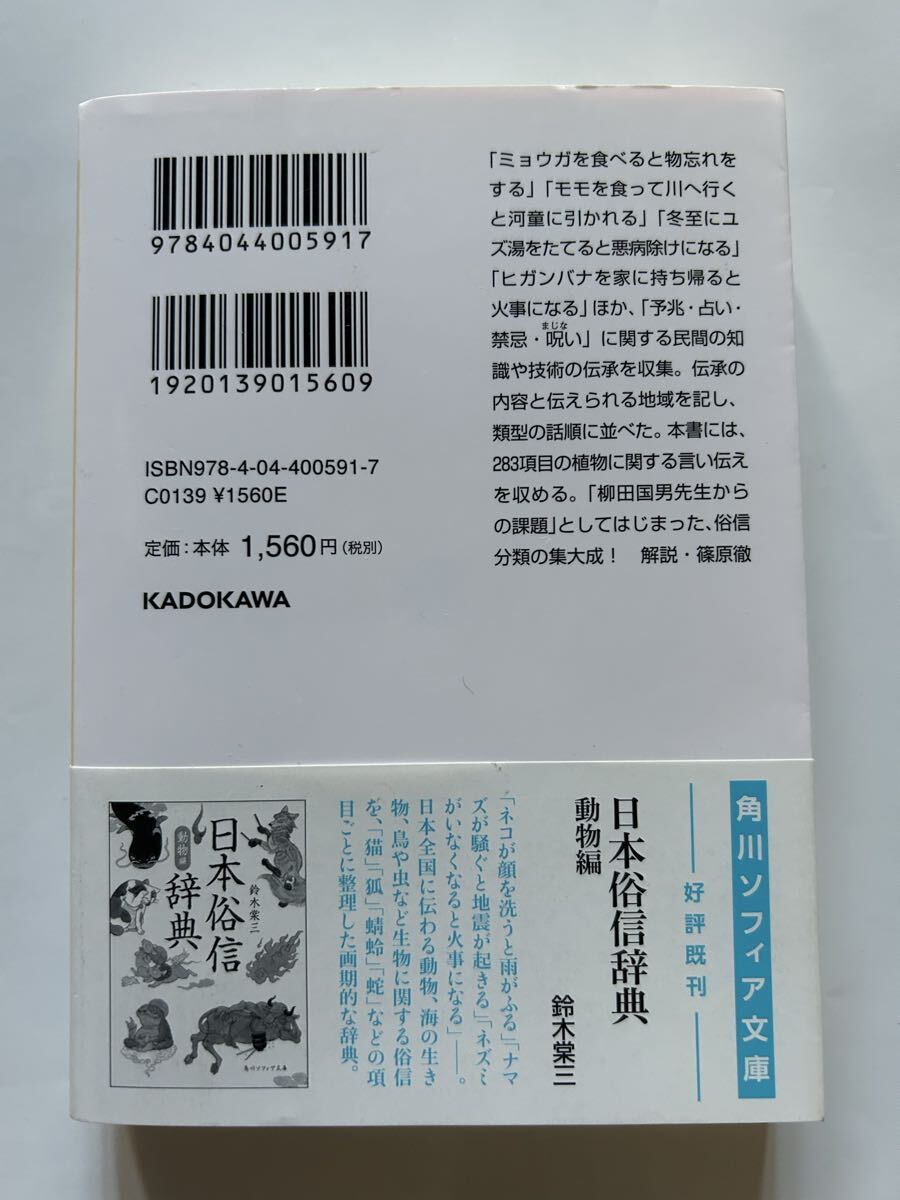 9784044005917
1920139015609
ISBN978-4-04-400591-7
C0139 ¥1560E
定価:本体 1,560円(税別)
KADOKAWA
「ミョウガを食べると物忘れを
する」「モモを食って川へ行く
と河童に引かれる」「冬至にユ
ズ湯をたてると悪病除けになる」
「ヒガンバナを家に持ち帰ると
火事になる」ほか、「予兆・占い・
まじな
禁忌・呪い」に関する民間の知
識や技術の伝承を収集。伝承の
内容と伝えられる地域を記し、
類型の話順に並べた。本書には、
283項目の植物に関する言い伝え
を収める。「柳田国男先生から
の課題」としてはじまった、俗信
分類の集大成! 解説・篠原徹
角川ソフィア文庫
好評既刊
日本俗信辞典
動物編
鈴木棠三
「ネコが顔を洗うと雨がふる」「ナマ
ズが騒ぐと地震が起きる」「ネズミ
がいなくなると火事になる」――。
日本全国に伝わる動物、海の生き
物、鳥や虫など生物に関する俗信
を、「猫」「狐」「蜻蛉」「蛇」などの項
目ごとに整理した画期的な辞典。
日本俗信
辞典
動物編
鈴木棠三
角川ソフィア文庫